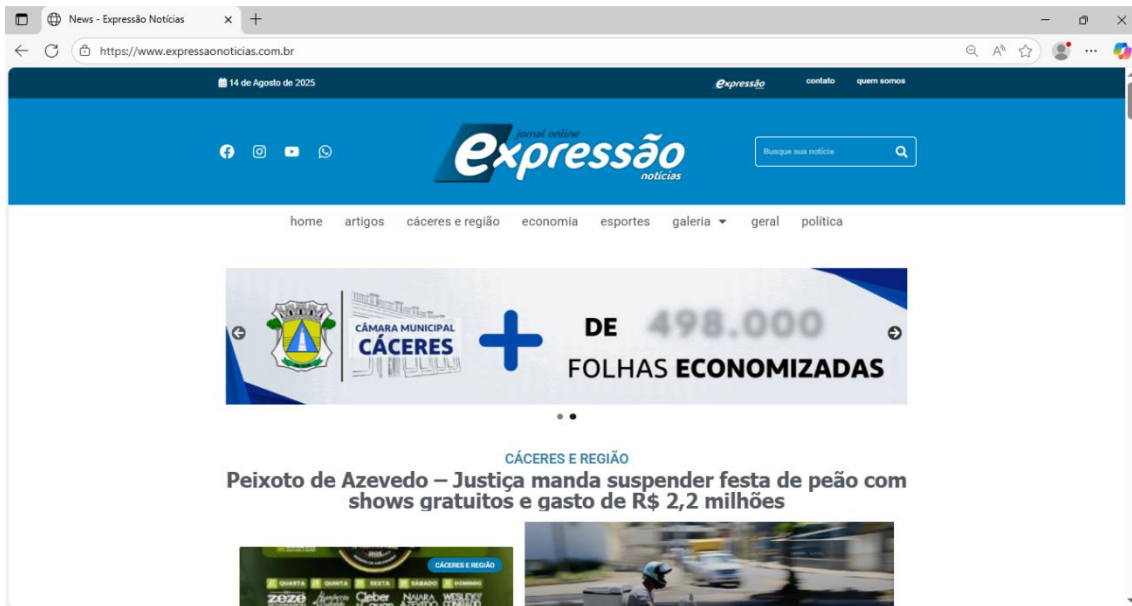 News - Expressão Notícias
https://www.expressaonoticias.com.br
14 de Agosto de 2025
expressão
contato
quem somos
jornal online
expressão
notícias
Busque sua notícia
home artigos cáceres e região economia esportes galeria geral política
CÂMARA MUNICIPAL
CÁCERES
+ DE 498.000
FOLHAS ECONOMIZADAS
CÁCERES E REGIÃO
Peixoto de Azevedo – Justiça manda suspender festa de peão com
shows gratuitos e gasto de R$ 2,2 milhões
CÁCERES E REGIÃO
QUARTA QUINTA SEXTA SÁBADO DOMINGO
zezé Cleber NAIARA WESLEY